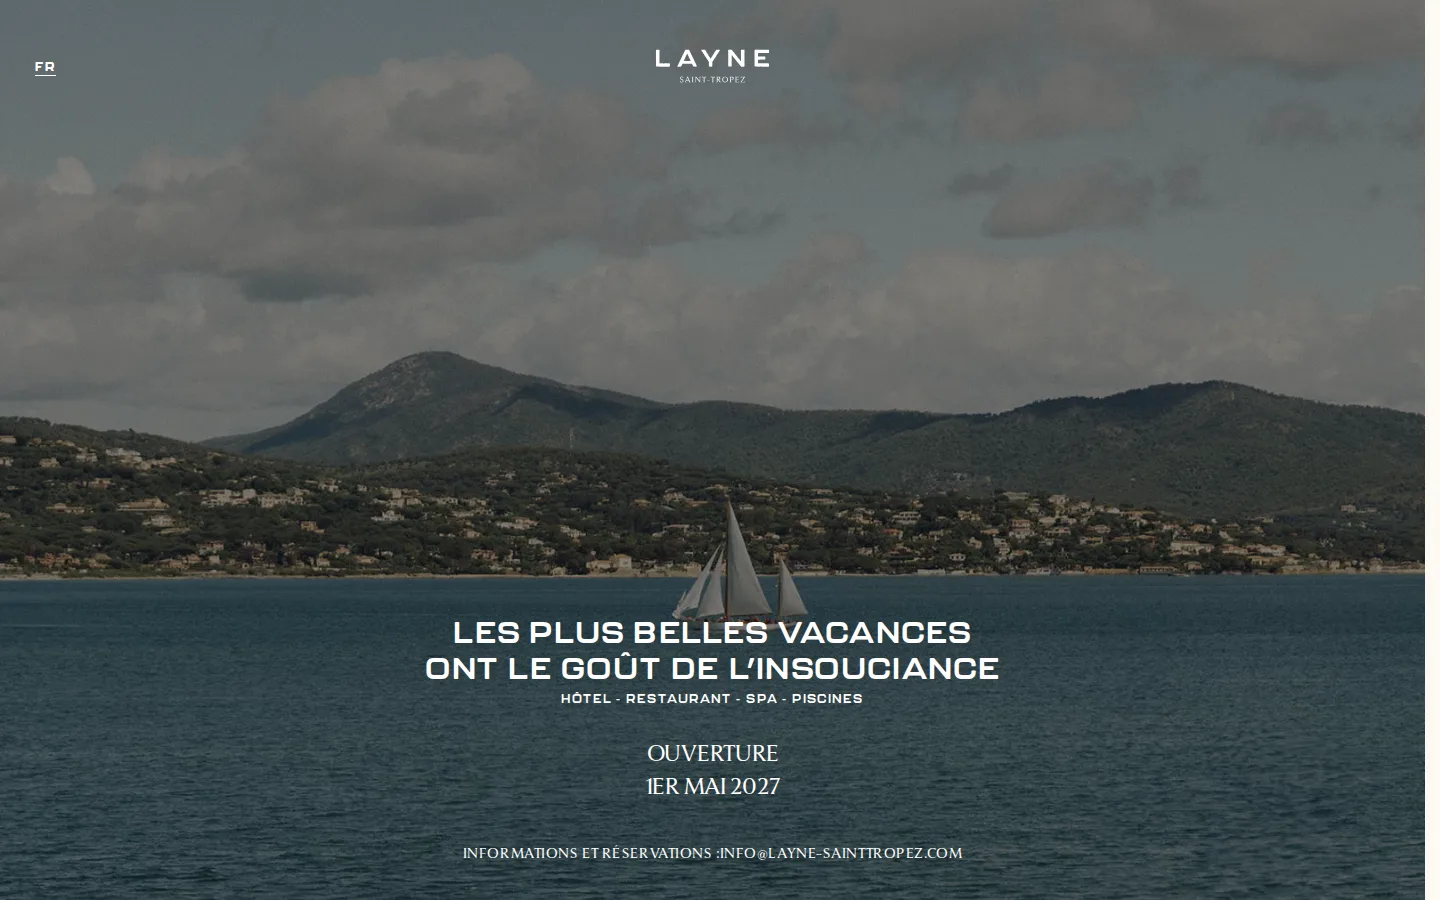 FR
LAYNE
SAINT-TROPEZ
LES PLUS BELLES VACANCES
ONT LE GOÛT DE L'INSOUCIANCE
HÔTEL - RESTAURANT - SPA - PISCINES
OUVERTURE
1ER MAI 2027
INFORMATIONS ET RÉSERVATIONS :INFO@LAYNE-SAINTTROPEZ.COM